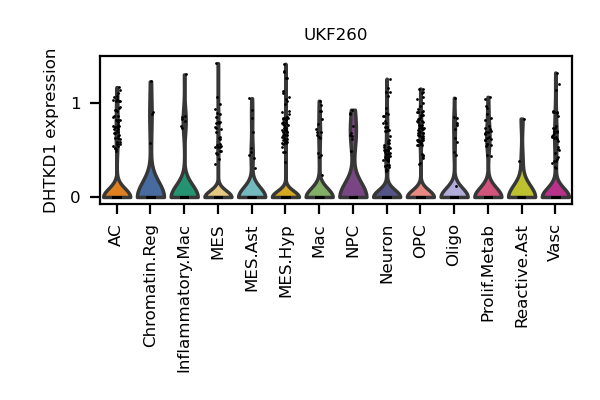 UKF260
DHTKD1 expression
1
0
AC
Chromatin.Reg
Inflammatory.Mac
MES
MES.Ast
MES.Hyp
Mac
NPC
Neuron
OPC
Oligo
Prolif.Metab
Reactive.Ast
Vasc